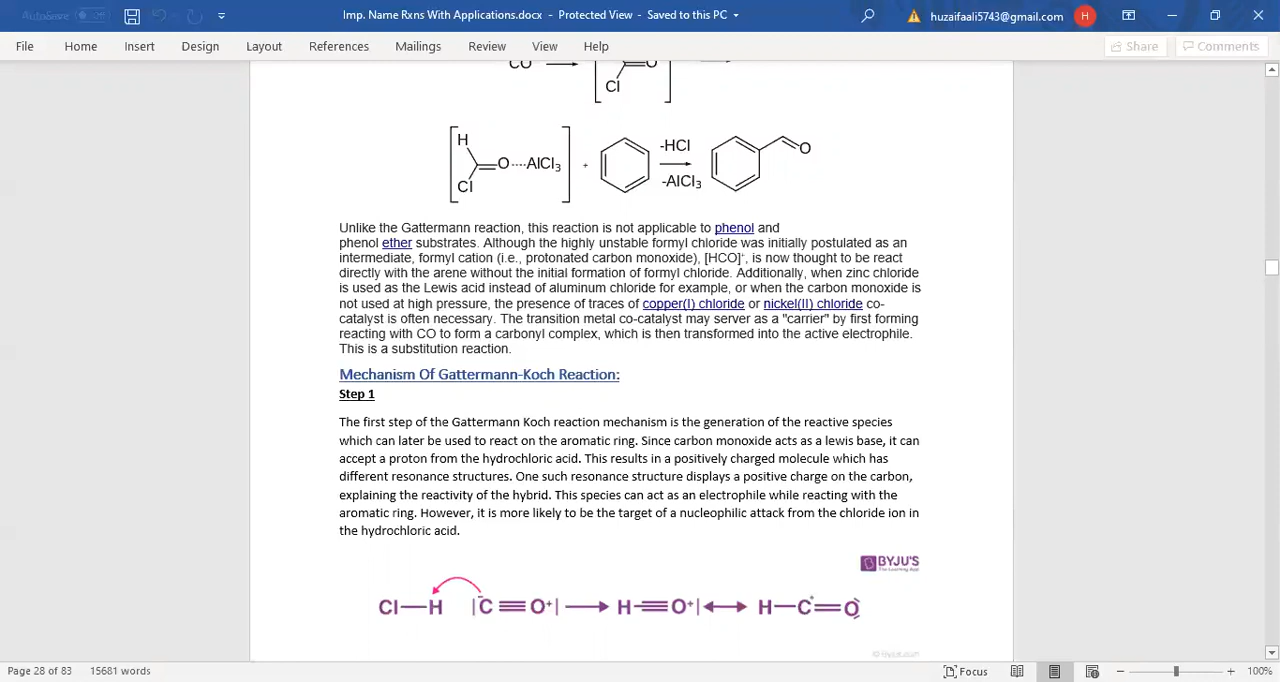 AutoSave Off
Imp. Name Rxns With Applications.docx - Protected View - Saved to this PC
huzaifaali5743@gmail.com H
File Home Insert Design Layout References Mailings Review View Help
Share Comments
CO → O
Cl
H
O····AlCl3 + -HCl O
Cl -AlCl3
Unlike the Gattermann reaction, this reaction is not applicable to phenol and
phenol ether substrates. Although the highly unstable formyl chloride was initially postulated as an
intermediate, formyl cation (i.e., protonated carbon monoxide), [HCO]+, is now thought to be react
directly with the arene without the initial formation of formyl chloride. Additionally, when zinc chloride
is used as the Lewis acid instead of aluminum chloride for example, or when the carbon monoxide is
not used at high pressure, the presence of traces of copper(I) chloride or nickel(II) chloride co-
catalyst is often necessary. The transition metal co-catalyst may server as a "carrier" by first forming
reacting with CO to form a carbonyl complex, which is then transformed into the active electrophile.
This is a substitution reaction.
Mechanism Of Gattermann-Koch Reaction:
Step 1
The first step of the Gattermann Koch reaction mechanism is the generation of the reactive species
which can later be used to react on the aromatic ring. Since carbon monoxide acts as a lewis base, it can
accept a proton from the hydrochloric acid. This results in a positively charged molecule which has
different resonance structures. One such resonance structure displays a positive charge on the carbon,
explaining the reactivity of the hybrid. This species can act as an electrophile while reacting with the
aromatic ring. However, it is more likely to be the target of a nucleophilic attack from the chloride ion in
the hydrochloric acid.
BYJU'S
The Learning App
Cl—H |C̄≡O+| → H≡O+| ↔ H—C+=O
© Byjus.com
Page 28 of 83 15681 words
Focus
100%